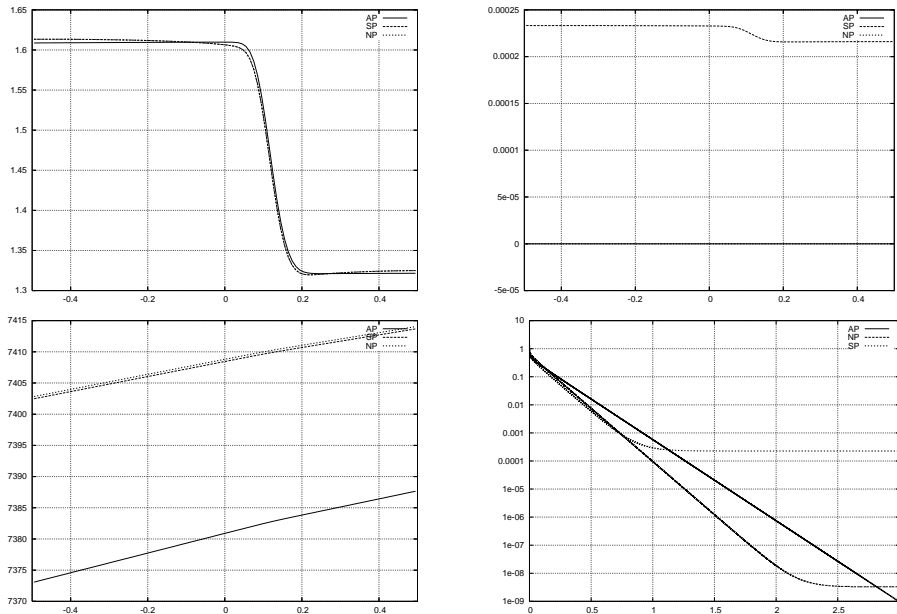 1.65
AP
SP
NP
1.6
1.55
1.5
1.45
1.4
1.35
1.3
-0.4
-0.2
0
0.2
0.4
0.00025
AP
SP
NP
0.0002
0.00015
0.0001
5e-05
0
-5e-05
-0.4
-0.2
0
0.2
0.4
7415
AP
SP
NP
7410
7405
7400
7395
7390
7385
7380
7375
7370
-0.4
-0.2
0
0.2
0.4
10
AP
NP
SP
1
0.1
0.01
0.001
0.0001
1e-05
1e-06
1e-07
1e-08
1e-09
0
0.5
1
1.5
2
2.5